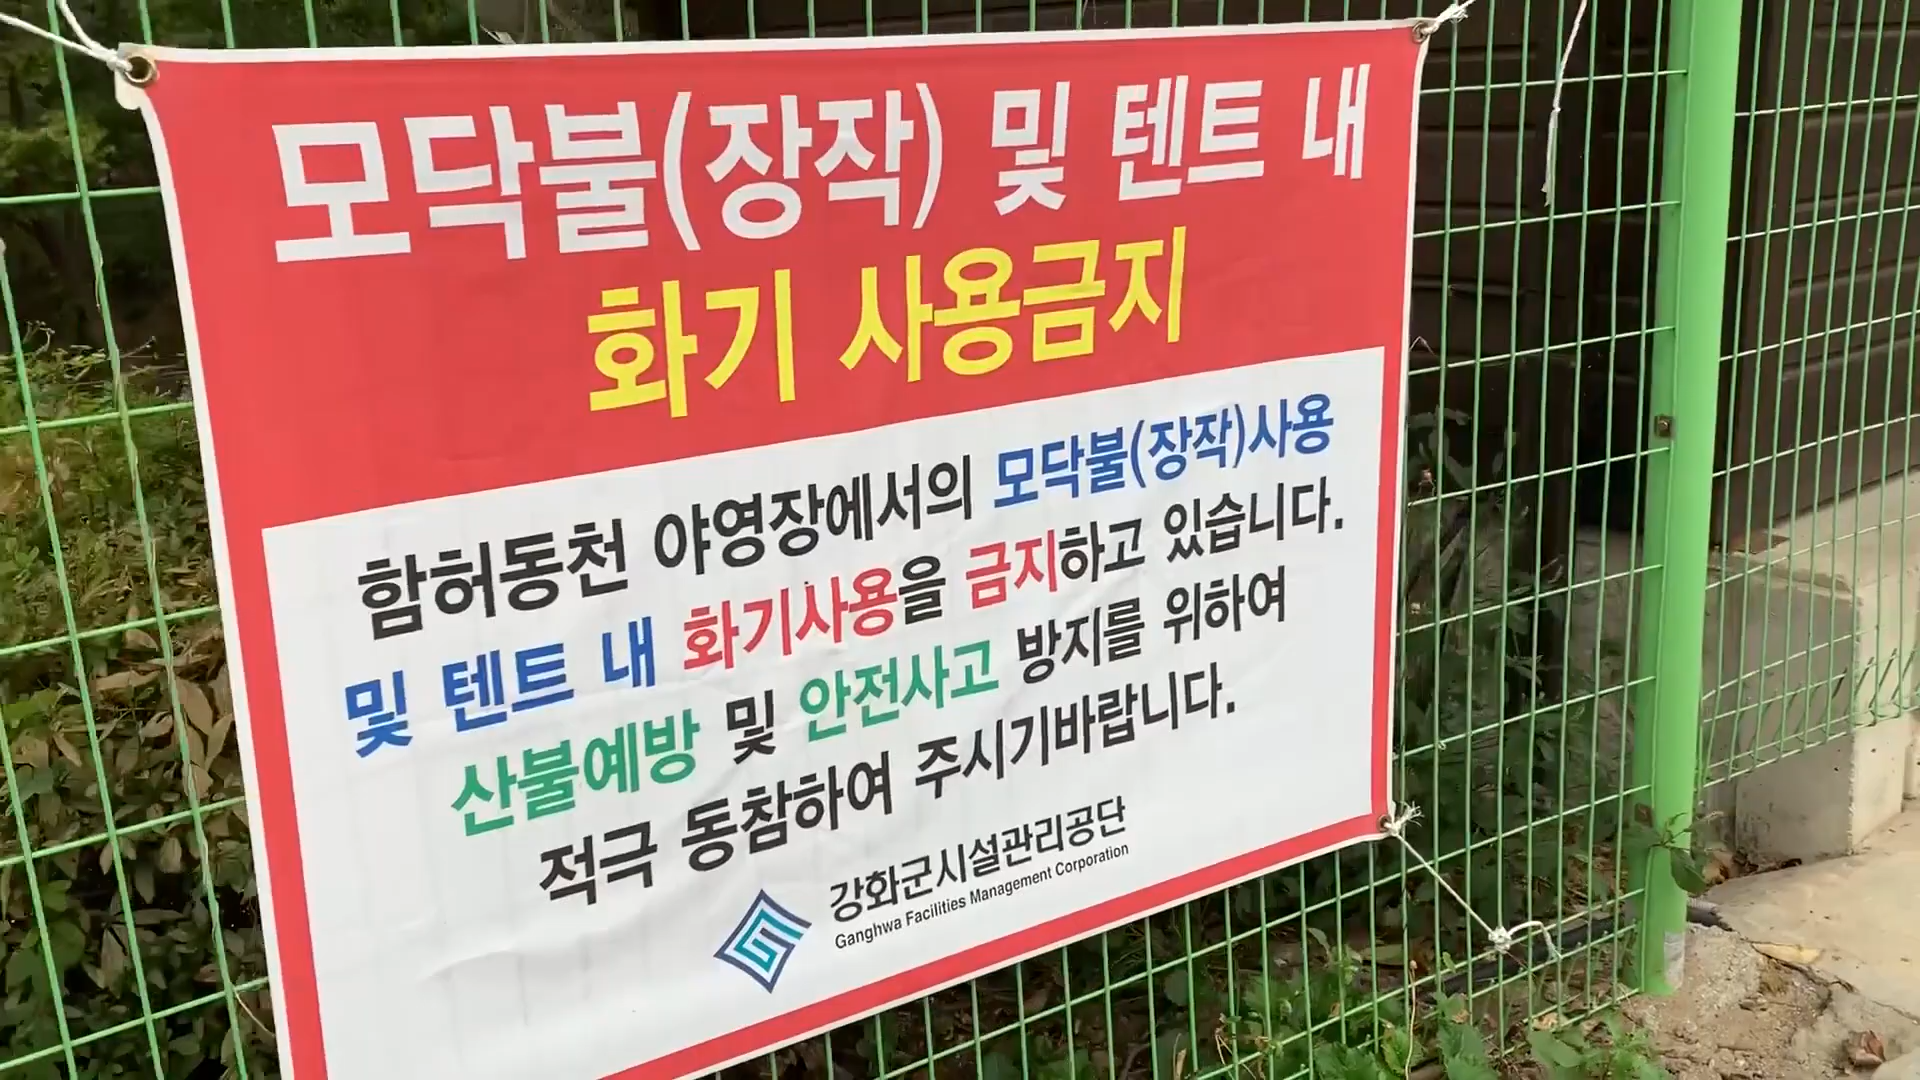 모닥불(장작) 및 텐트 내
화기 사용금지
함허동천 야영장에서의 모닥불(장작)사용
및 텐트 내 화기사용을 금지하고 있습니다.
산불예방 및 안전사고 방지를 위하여
적극 동참하여 주시기바랍니다.
강화군시설관리공단
Ganghwa Facilities Management Corporation